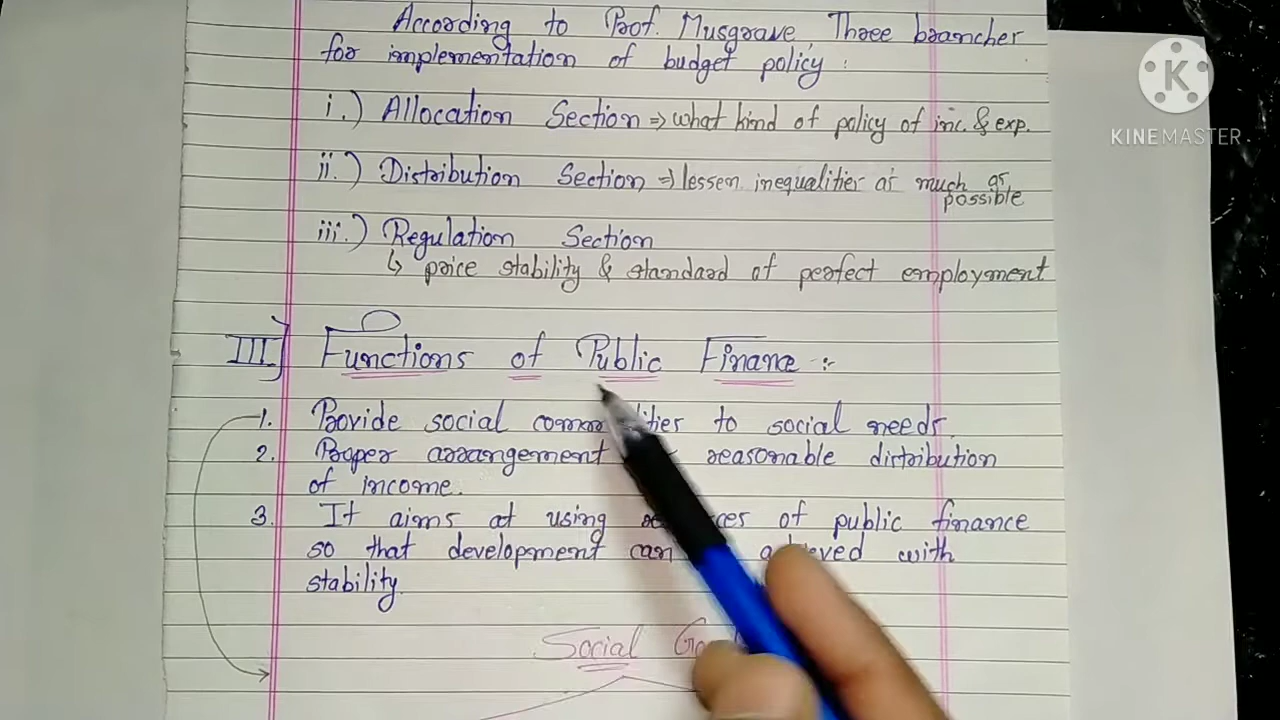 According to Prof. Musgrave, Three brancher
for implementation of budget policy :
i.) Allocation Section ⇒ what kind of policy of inc. & exp.
ii.) Distribution Section ⇒ lessen inequalities as much as
possible
iii.) Regulation Section
↳ price stability & standard of perfect employment
III] Functions of Public Finance :-
1. Provide social to social needs.
2. Proper arrangement reasonable distribution
of income.
3. It aims at using of public finance
so that development can achieved with
stability.
Social
K
KINEMASTER